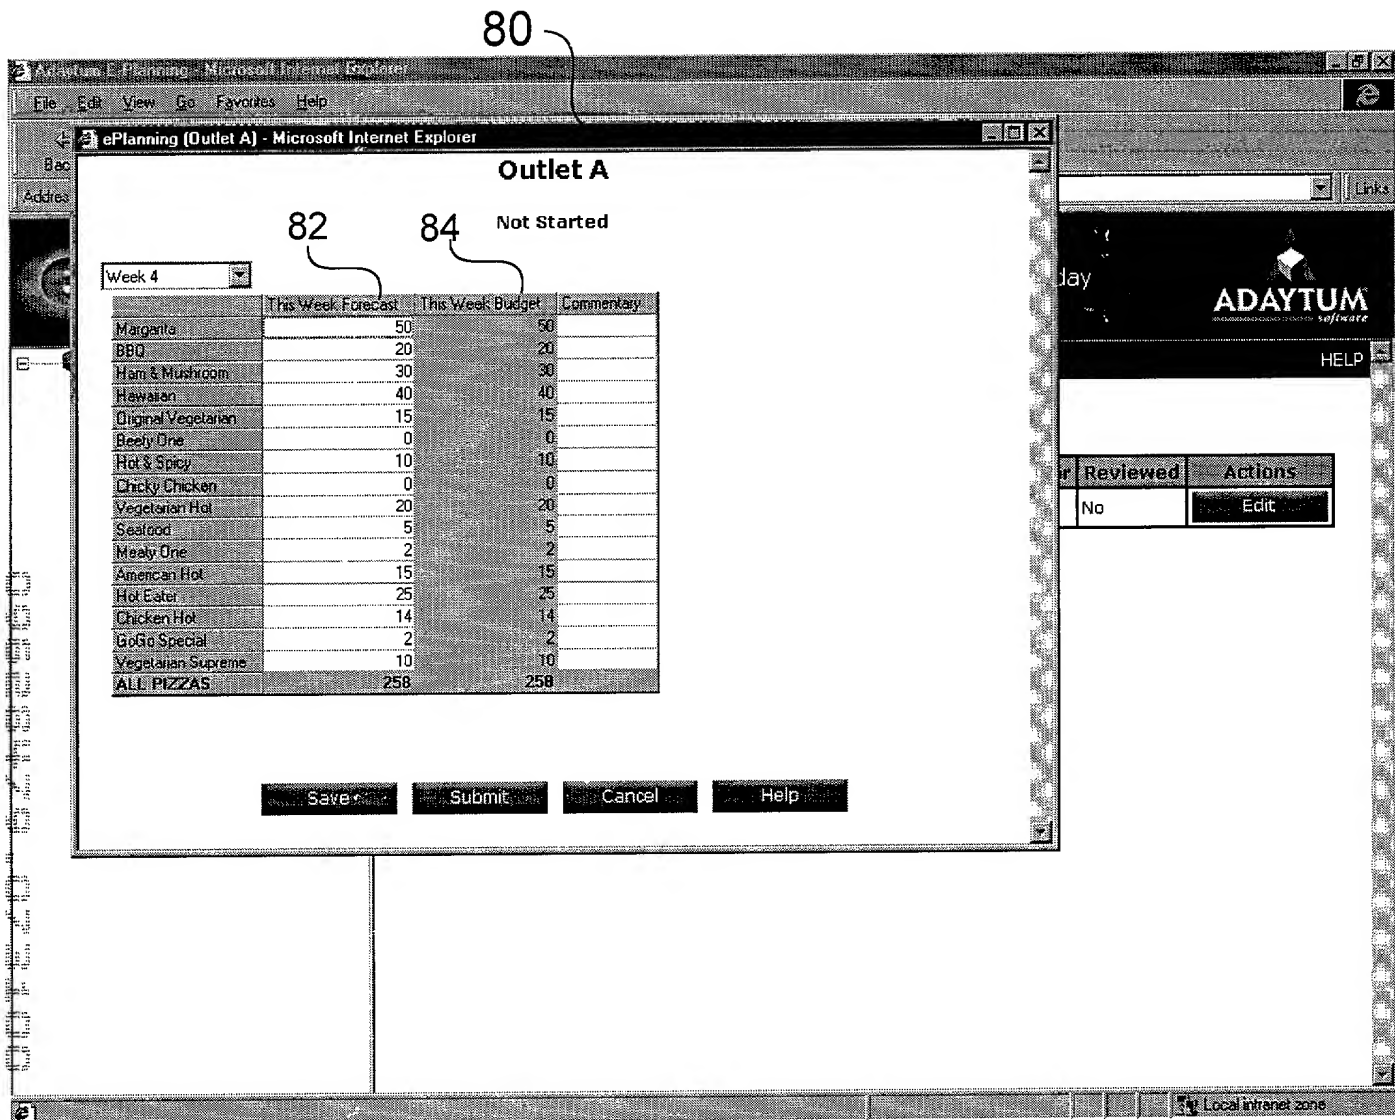 80
Adaytum E-Planning - Microsoft Internet Explorer
File Edit View Go Favorites Help
ePlanning (Outlet A) - Microsoft Internet Explorer
Bac
Outlet A
Addres
Links
82 84 Not Started
Week 4
day
ADAYTUM
software
This Week Forecast This Week Budget Commentary
Margarita 50 50
BBQ 20 20
HELP
Ham & Mushroom 30 30
Hawaiian 40 40
Original Vegetarian 15 15
Beefy One 0 0
Hot & Spicy 10 10
r Reviewed Actions
Chicky Chicken 0 0
Vegetarian Hot 20 20
No Edit
Seafood 5 5
Meaty One 2 2
American Hot 15 15
Hot Eater 25 25
Chicken Hot 14 14
GoGo Special 2 2
Vegetarian Supreme 10 10
ALL PIZZAS 258 258
Save Submit Cancel Help
Local intranet zone